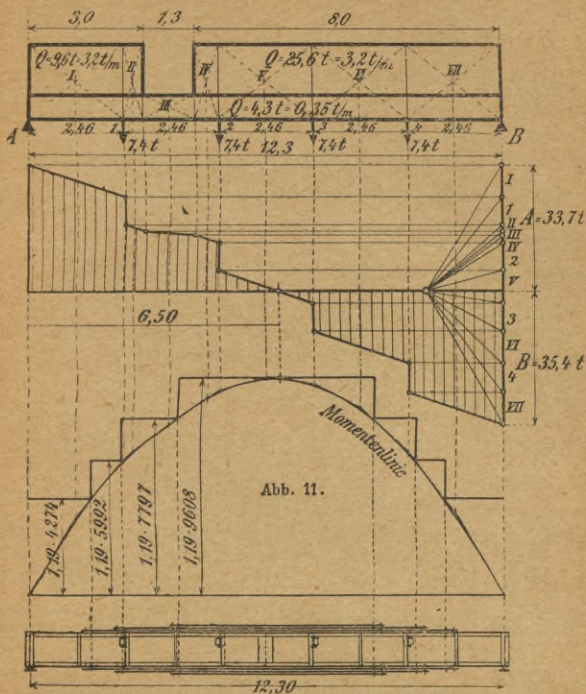 3,0 1,3 8,0
Q=9,6t=3,2t/m Q=25,6t=3,2t/m
I II IV V VI VII
III Q=4,3t=0,35t/m
A 2,46 1 2,46 2 2,46 3 2,46 4 2,46 B
7,4t 7,4t 12,3 7,4t 7,4t
I
1
II
III
IV
2
V
A=33,7t
6,50
3
VI
4
VII
B=35,4t
Momentenlinie
Abb. 11.
1,19·4274
1,19·5992
1,19·7797
1,19·9608
12,30